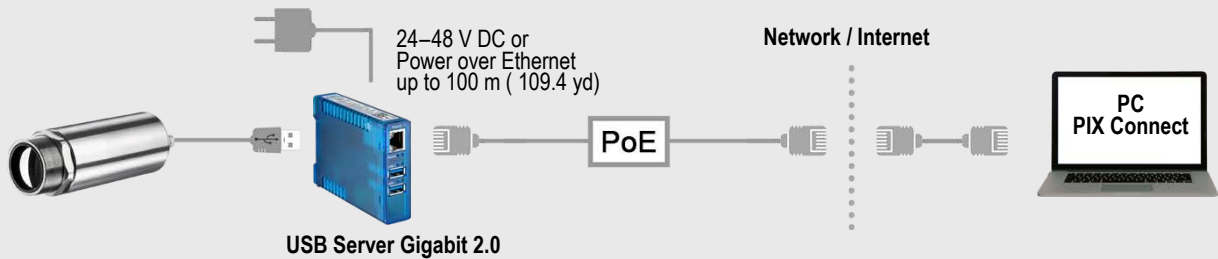 24–48 V DC or
Power over Ethernet
up to 100 m ( 109.4 yd)
Network / Internet
PoE
PC
PIX Connect
USB Server Gigabit 2.0